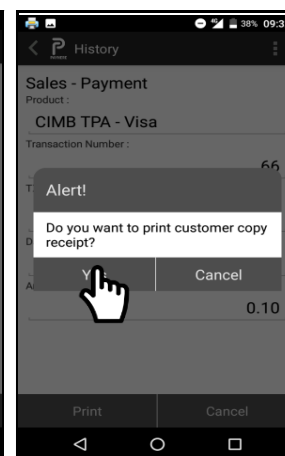 38% 09:3
History
Sales - Payment
Product :
CIMB TPA - Visa
Transaction Number :
66
Alert!
Do you want to print customer copy
receipt?
Cancel
0.10
Print
Cancel